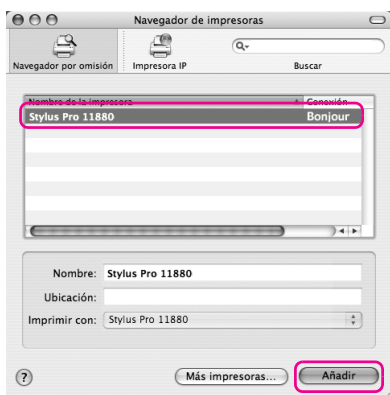 Navegador de impresoras
Navegador por omisión
Impresora IP
Buscar
Nombre de la impresora
Conexión
Stylus Pro 11880 Bonjour
Nombre: Stylus Pro 11880
Ubicación:
Imprimir con: Stylus Pro 11880
? Más impresoras... Añadir